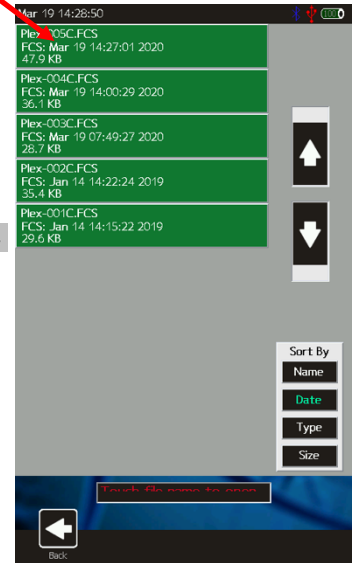 Mar 19 14:28:50
100
Plex-005C.FCS
FCS: Mar 19 14:27:01 2020
47.9 KB
Plex-004C.FCS
FCS: Mar 19 14:00:29 2020
36.1 KB
Plex-003C.FCS
FCS: Mar 19 07:49:27 2020
28.7 KB
Plex-002C.FCS
FCS: Jan 14 14:22:24 2019
35.4 KB
Plex-001C.FCS
FCS: Jan 14 14:15:22 2019
29.6 KB
Sort By
Name
Date
Type
Size
Touch file name to open
Back